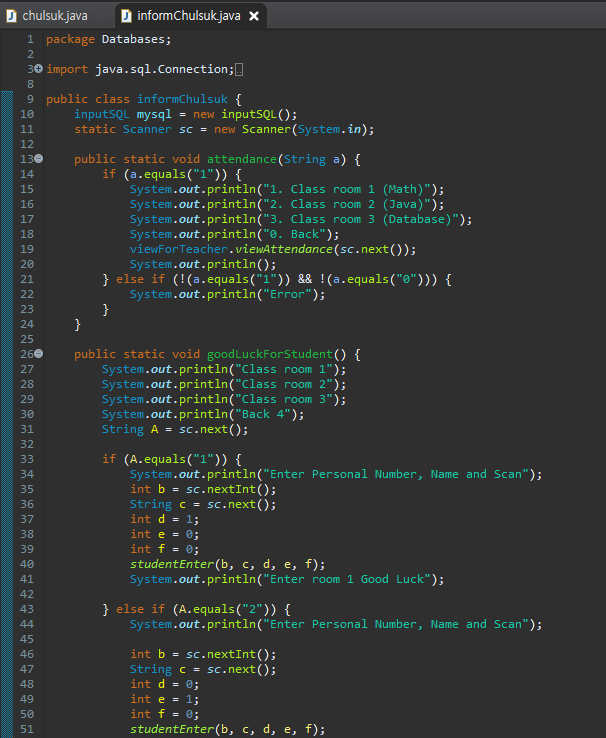 chulsuk.java informChulsuk.java
1 package Databases;
2
3 import java.sql.Connection;
8
9 public class informChulsuk {
10 inputSQL mysql = new inputSQL();
11 static Scanner sc = new Scanner(System.in);
12
13 public static void attendance(String a) {
14 if (a.equals("1")) {
15 System.out.println("1. Class room 1 (Math)");
16 System.out.println("2. Class room 2 (Java)");
17 System.out.println("3. Class room 3 (Database)");
18 System.out.println("0. Back");
19 viewForTeacher.viewAttendance(sc.next());
20 System.out.println();
21 } else if (!(a.equals("1")) && !(a.equals("0"))) {
22 System.out.println("Error");
23 }
24 }
25
26 public static void goodLuckForStudent() {
27 System.out.println("Class room 1");
28 System.out.println("Class room 2");
29 System.out.println("Class room 3");
30 System.out.println("Back 4");
31 String A = sc.next();
32
33 if (A.equals("1")) {
34 System.out.println("Enter Personal Number, Name and Scan");
35 int b = sc.nextInt();
36 String c = sc.next();
37 int d = 1;
38 int e = 0;
39 int f = 0;
40 studentEnter(b, c, d, e, f);
41 System.out.println("Enter room 1 Good Luck");
42
43 } else if (A.equals("2")) {
44 System.out.println("Enter Personal Number, Name and Scan");
45
46 int b = sc.nextInt();
47 String c = sc.next();
48 int d = 0;
49 int e = 1;
50 int f = 0;
51 studentEnter(b, c, d, e, f);